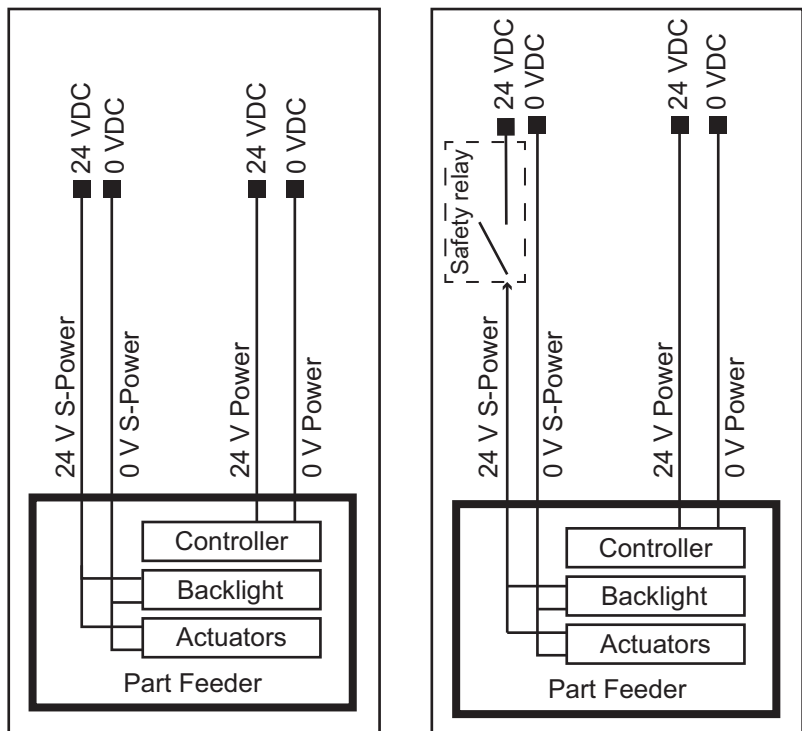 24 VDC
0 VDC
24 VDC
0 VDC
24 V S-Power
0 V S-Power
24 V Power
0 V Power
Controller
Backlight
Actuators
Part Feeder
24 VDC
0 VDC
24 VDC
0 VDC
Safety relay
24 V S-Power
0 V S-Power
24 V Power
0 V Power
Controller
Backlight
Actuators
Part Feeder